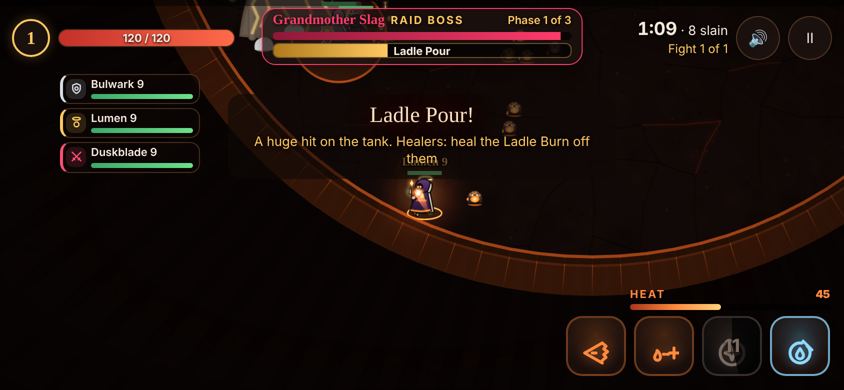 1
120 / 120
Grandmother Slag RAID BOSS Phase 1 of 3
Ladle Pour
1:09 · 8 slain
Fight 1 of 1
Bulwark 9
Lumen 9
Duskblade 9
Ladle Pour!
A huge hit on the tank. Healers: heal the Ladle Burn off
them
HEAT 45
11